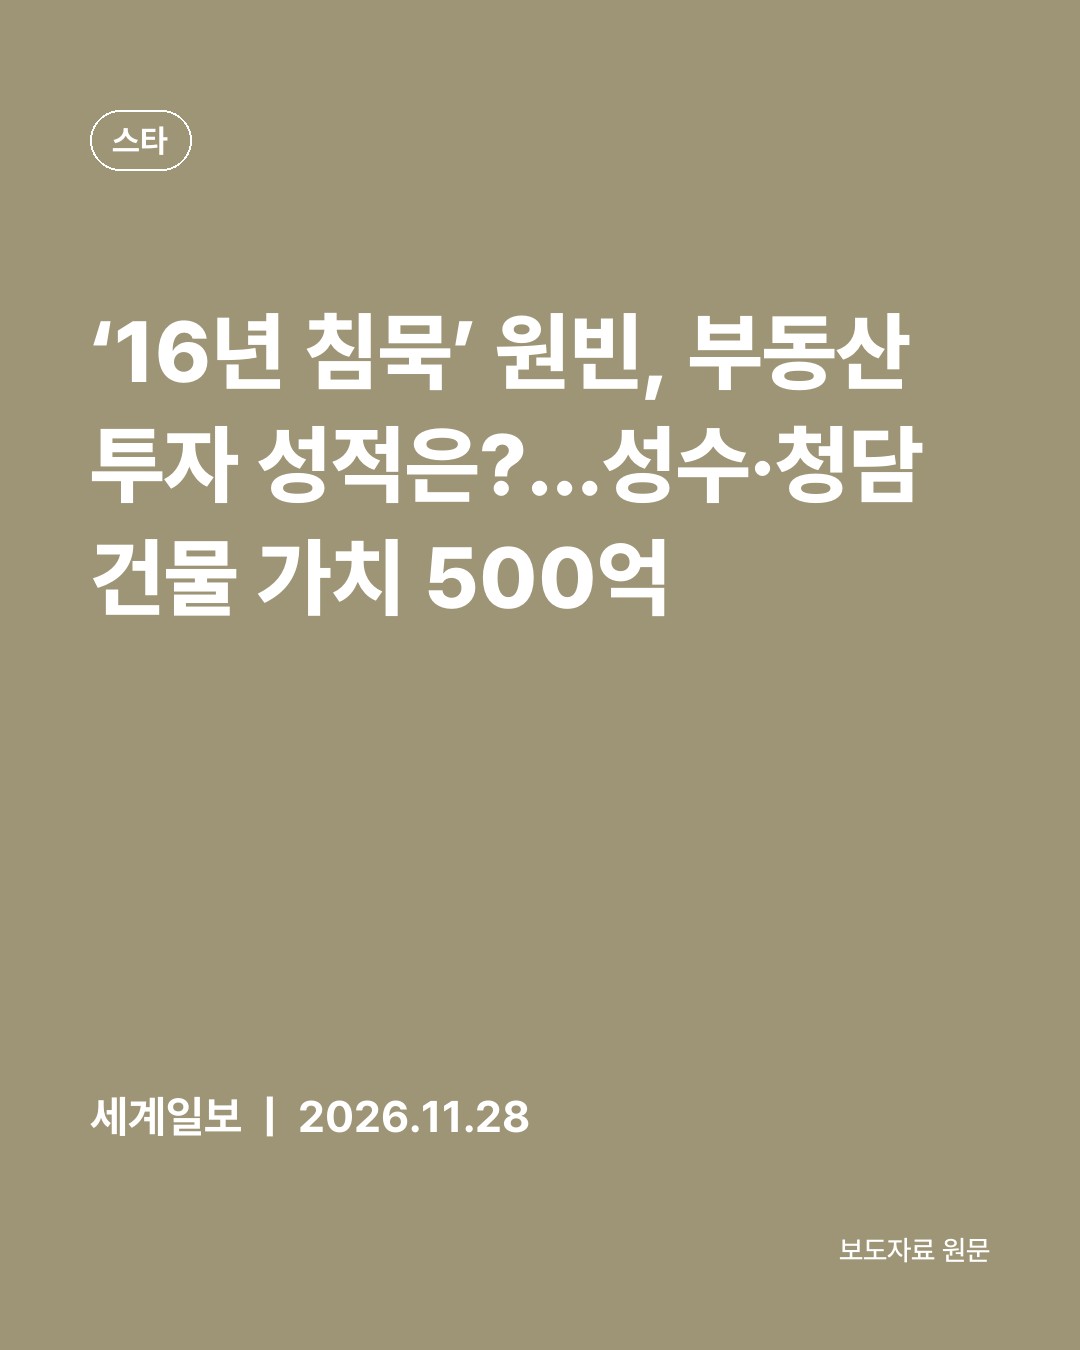 스타
‘16년 침묵’ 원빈, 부동산
투자 성적은?...성수·청담
건물 가치 500억
세계일보 | 2026.11.28
보도자료 원문